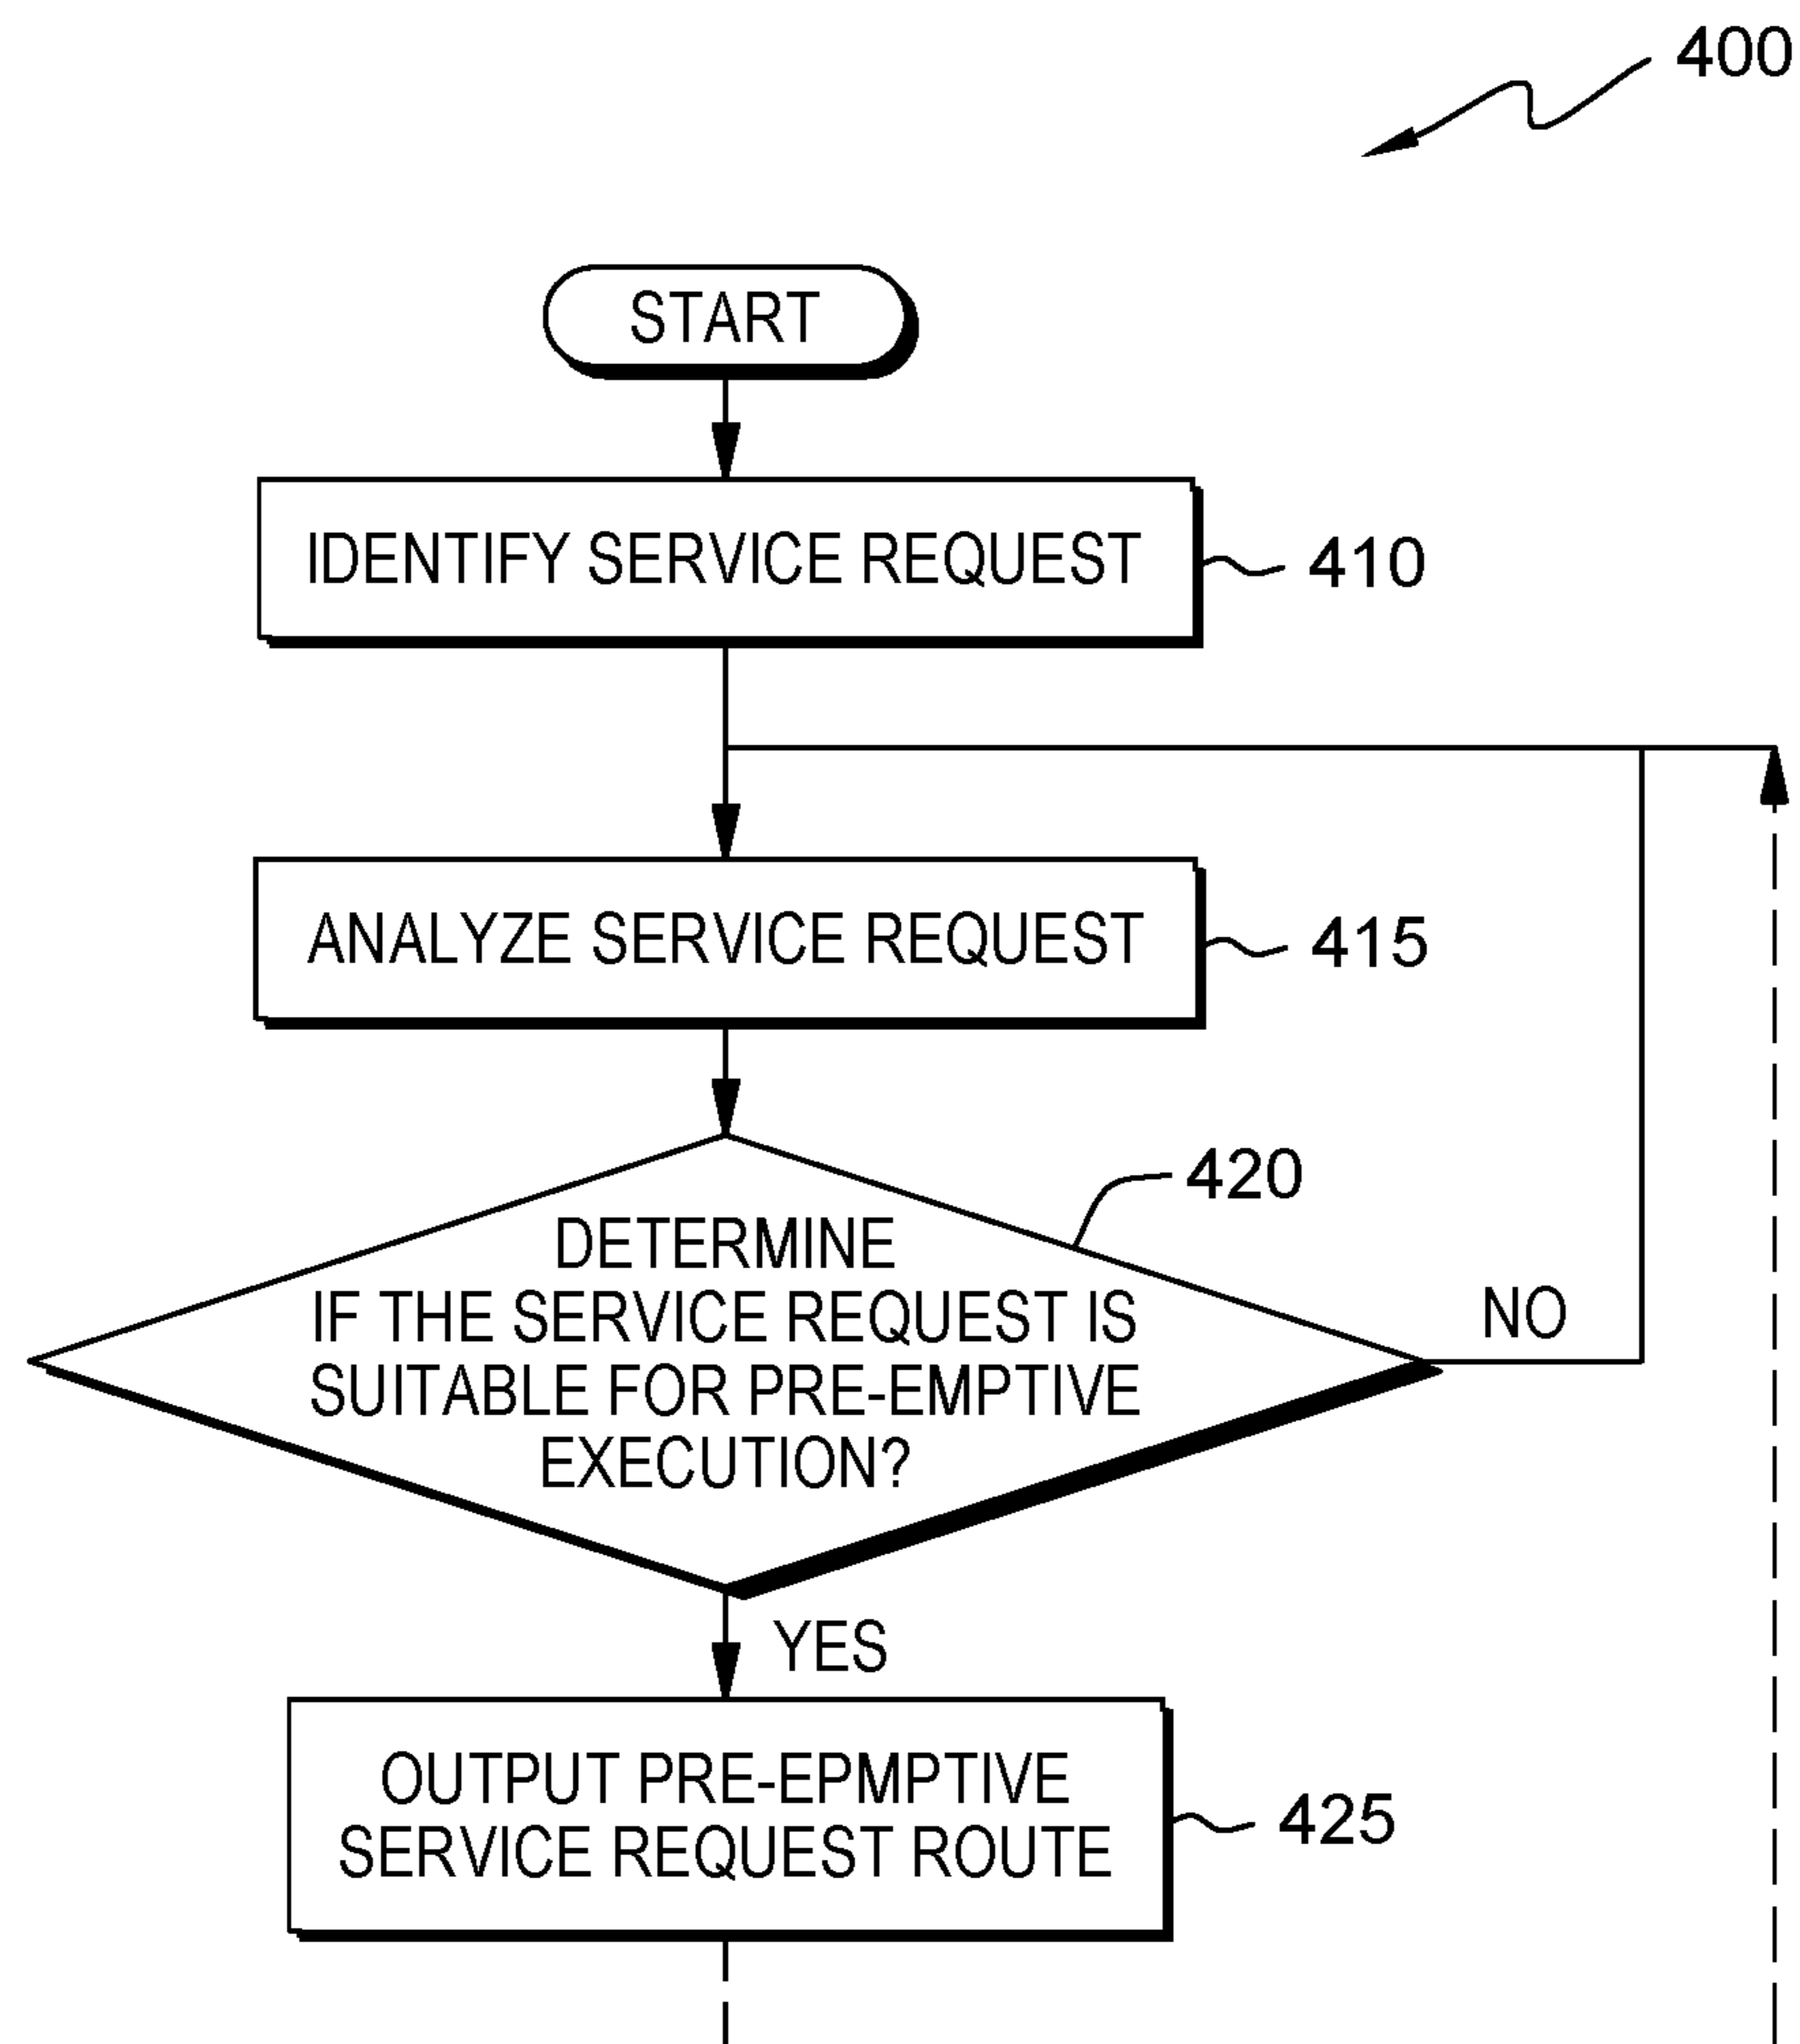 400
START
IDENTIFY SERVICE REQUEST
410
ANALYZE SERVICE REQUEST
415
420
DETERMINE
IF THE SERVICE REQUEST IS
SUITABLE FOR PRE-EMPTIVE
EXECUTION?
NO
YES
OUTPUT PRE-EPMPTIVE
SERVICE REQUEST ROUTE
425